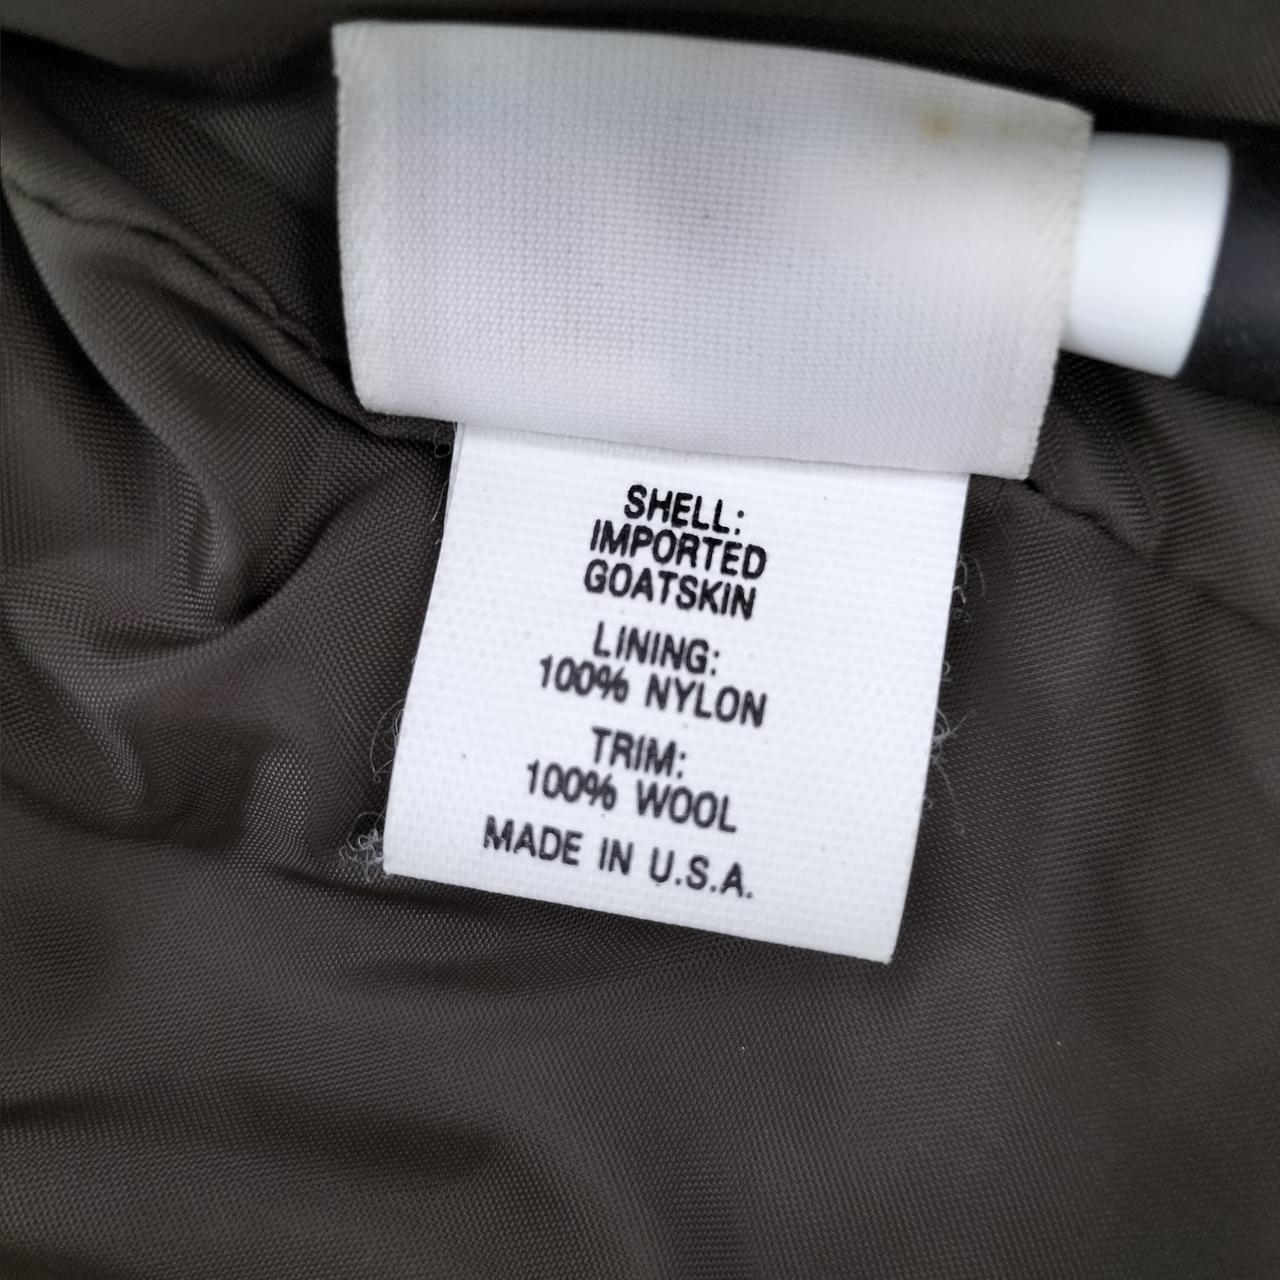 SHELL:
IMPORTED
GOATSKIN
LINING:
100% NYLON
TRIM:
100% WOOL
MADE IN U.S.A.